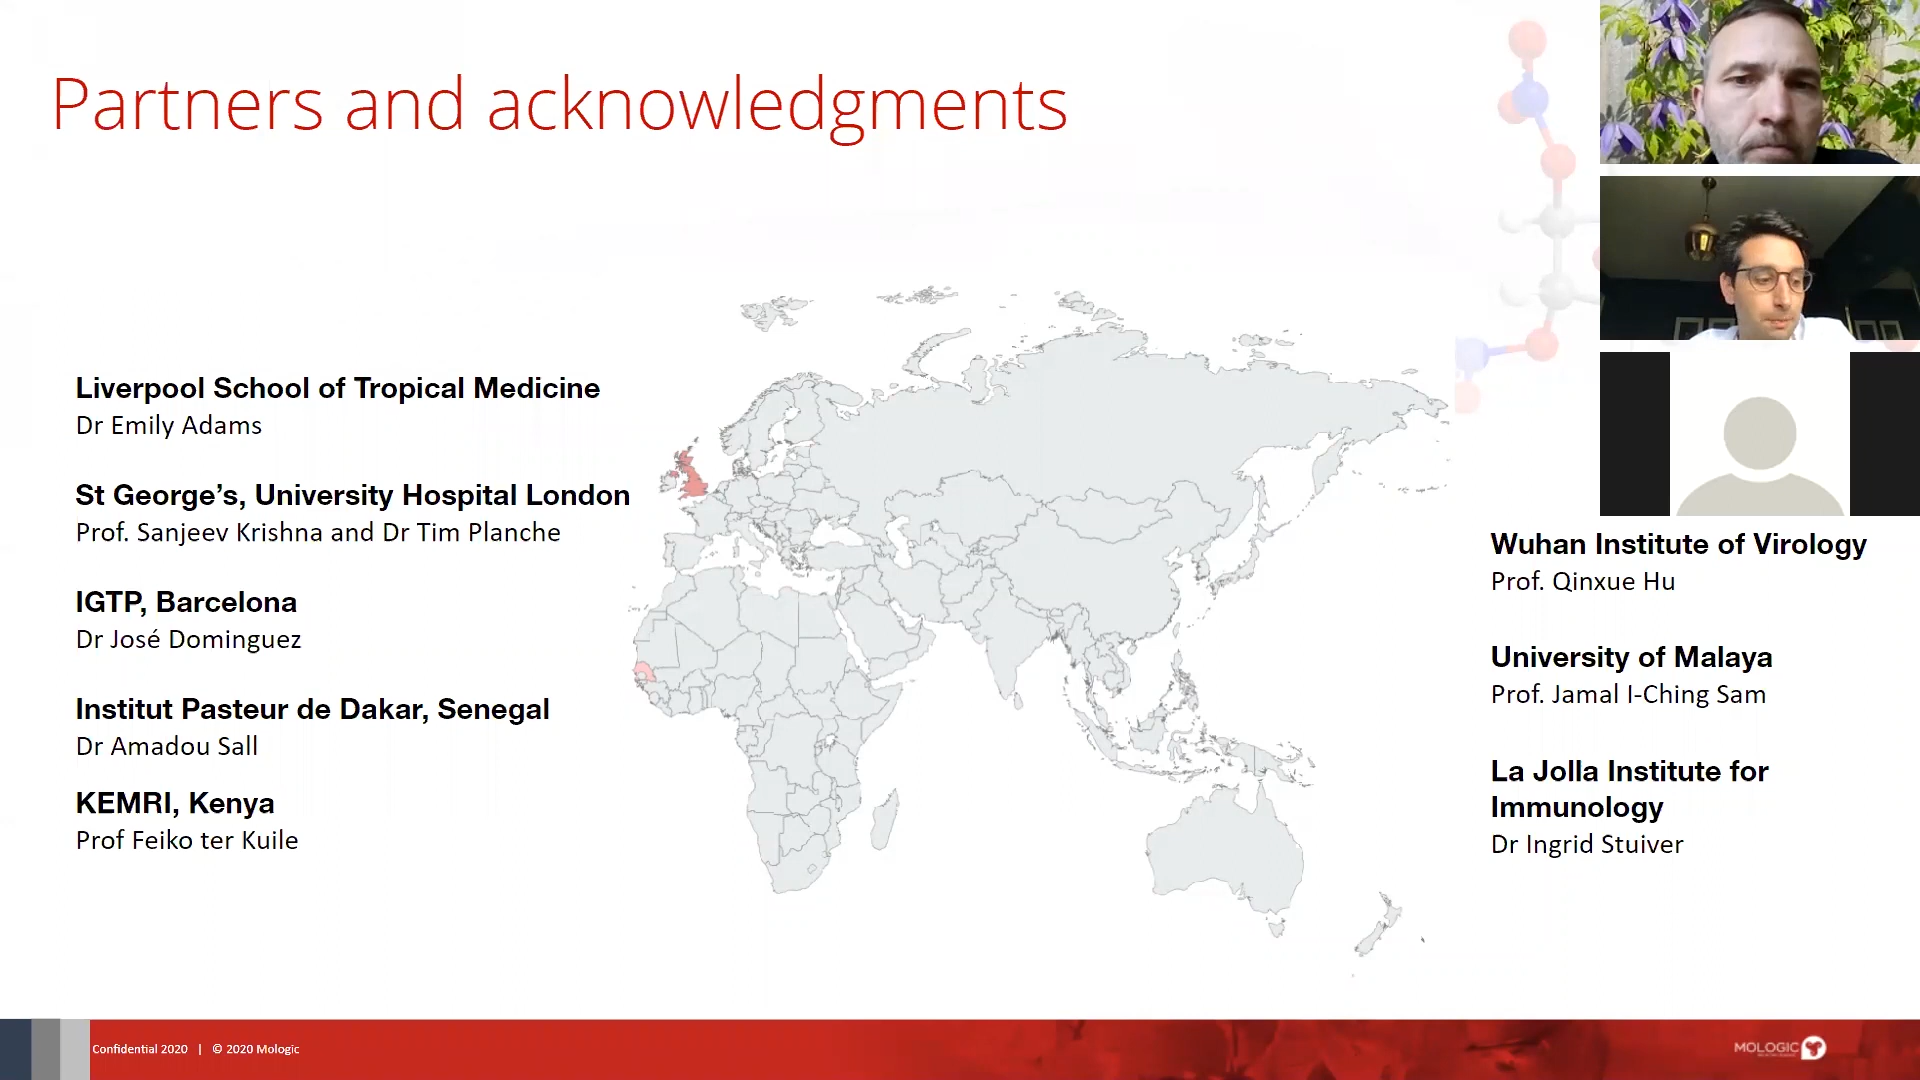 Partners and acknowledgments
Liverpool School of Tropical Medicine
Dr Emily Adams
St George’s, University Hospital London
Prof. Sanjeev Krishna and Dr Tim Planche
IGTP, Barcelona
Dr José Dominguez
Institut Pasteur de Dakar, Senegal
Dr Amadou Sall
KEMRI, Kenya
Prof Feiko ter Kuile
Wuhan Institute of Virology
Prof. Qinxue Hu
University of Malaya
Prof. Jamal I-Ching Sam
La Jolla Institute for
Immunology
Dr Ingrid Stuiver
Confidential 2020 | © 2020 Mologic
MOLOGIC